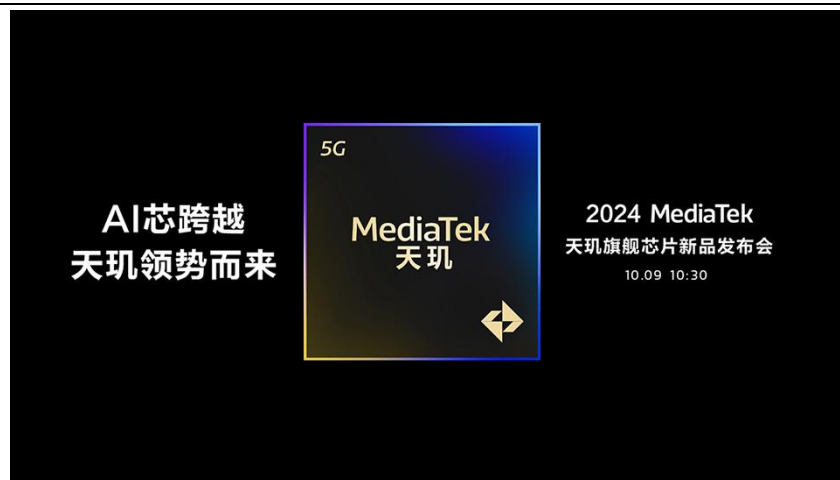 AI芯跨越
天玑领势而来
5G
MediaTek
天玑
2024 MediaTek
天玑旗舰芯片新品发布会
10.09 10:30